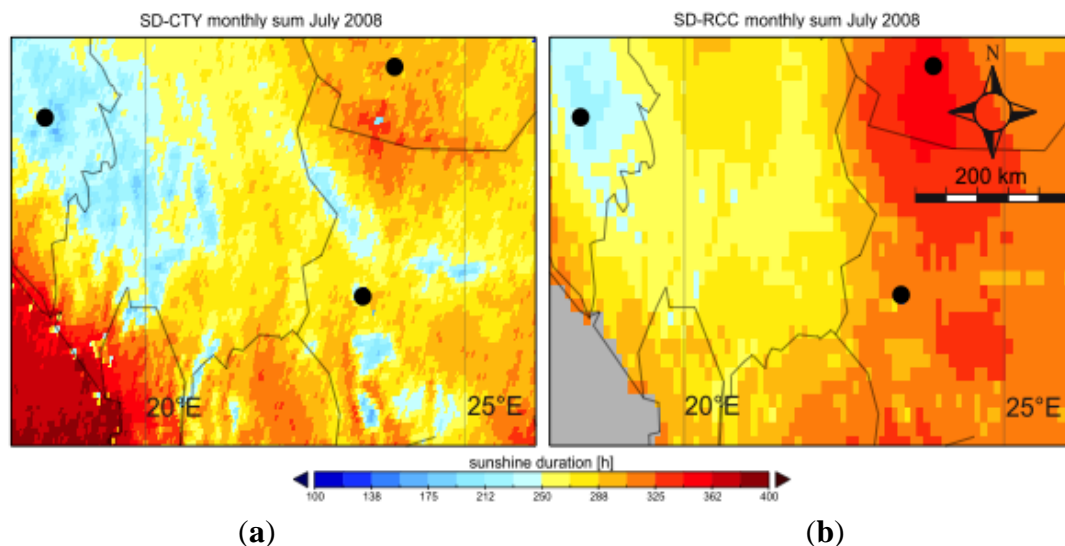 SD-CTY monthly sum July 2008
SD-RCC monthly sum July 2008
N
200 km
20°E
25°E
20°E
25°E
sunshine duration [h]
100 138 175 212 250 288 325 362 400
(a)
(b)